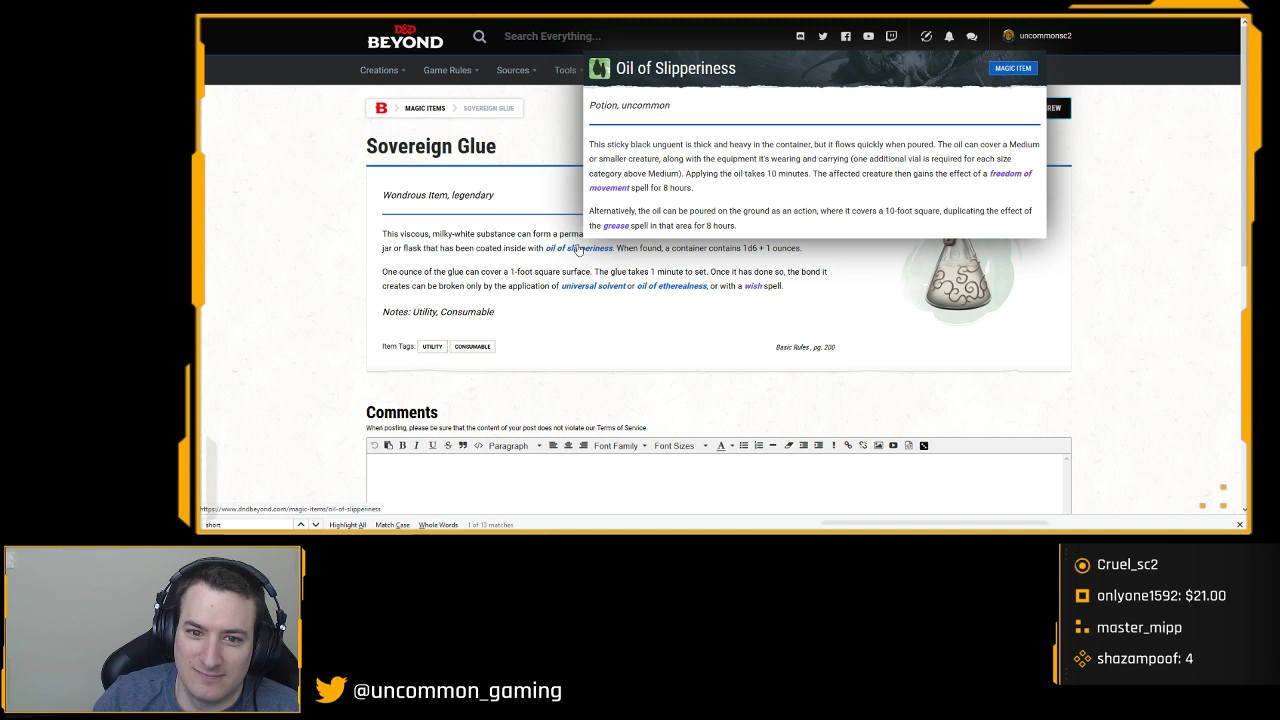 D&D
BEYOND
Search Everything...
uncommonsc2
Creations
Game Rules
Sources
Tools
Oil of Slipperiness
MAGIC ITEM
Potion, uncommon
This sticky black unguent is thick and heavy in the container, but it flows quickly when poured. The oil can cover a Medium
or smaller creature, along with the equipment it's wearing and carrying (one additional vial is required for each size
category above Medium). Applying the oil takes 10 minutes. The affected creature then gains the effect of a freedom of
movement spell for 8 hours.
Alternatively, the oil can be poured on the ground as an action, where it covers a 10-foot square, duplicating the effect of
the grease spell in that area for 8 hours.
B
MAGIC ITEMS
SOVEREIGN GLUE
Sovereign Glue
Wondrous Item, legendary
This viscous, milky-white substance can form a perma
jar or flask that has been coated inside with oil of slipperiness. When found, a container contains 1d6 + 1 ounces.
One ounce of the glue can cover a 1-foot square surface. The glue takes 1 minute to set. Once it has done so, the bond it
creates can be broken only by the application of universal solvent or oil of etherealness, or with a wish spell.
Notes: Utility, Consumable
Item Tags: UTILITY CONSUMABLE
Basic Rules , pg. 200
Comments
When posting, please be sure that the content of your post does not violate our Terms of Service.
B I U S Paragraph Font Family Font Sizes A
https://www.dndbeyond.com/magic-items/oil-of-slipperiness
short
Highlight All Match Case Whole Words 1 of 13 matches
Cruel_sc2
onlyone1592: $21.00
master_mipp
shazampoof: 4
@uncommon_gaming